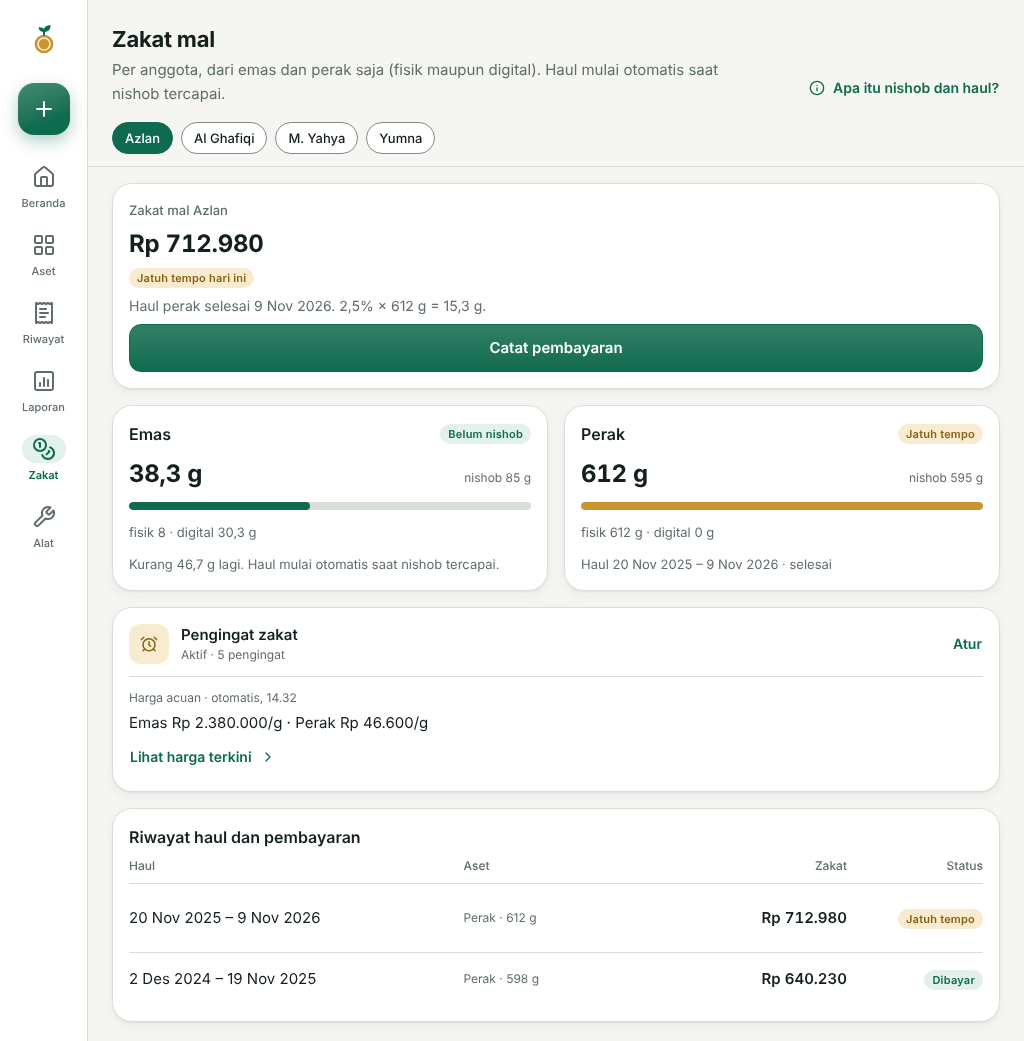 Zakat mal
Per anggota, dari emas dan perak saja (fisik maupun digital). Haul mulai otomatis saat
nishob tercapai.
Apa itu nishob dan haul?
Azlan
Al Ghafiqi
M. Yahya
Yumna
Beranda
Aset
Riwayat
Laporan
Zakat
Alat
Zakat mal Azlan
Rp 712.980
Jatuh tempo hari ini
Haul perak selesai 9 Nov 2026. 2,5% × 612 g = 15,3 g.
Catat pembayaran
Emas
Belum nishob
38,3 g
nishob 85 g
fisik 8 · digital 30,3 g
Kurang 46,7 g lagi. Haul mulai otomatis saat nishob tercapai.
Perak
Jatuh tempo
612 g
nishob 595 g
fisik 612 g · digital 0 g
Haul 20 Nov 2025 – 9 Nov 2026 · selesai
Pengingat zakat
Aktif · 5 pengingat
Atur
Harga acuan · otomatis, 14.32
Emas Rp 2.380.000/g · Perak Rp 46.600/g
Lihat harga terkini
Riwayat haul dan pembayaran
Haul Aset Zakat Status
20 Nov 2025 – 9 Nov 2026 Perak · 612 g Rp 712.980 Jatuh tempo
2 Des 2024 – 19 Nov 2025 Perak · 598 g Rp 640.230 Dibayar